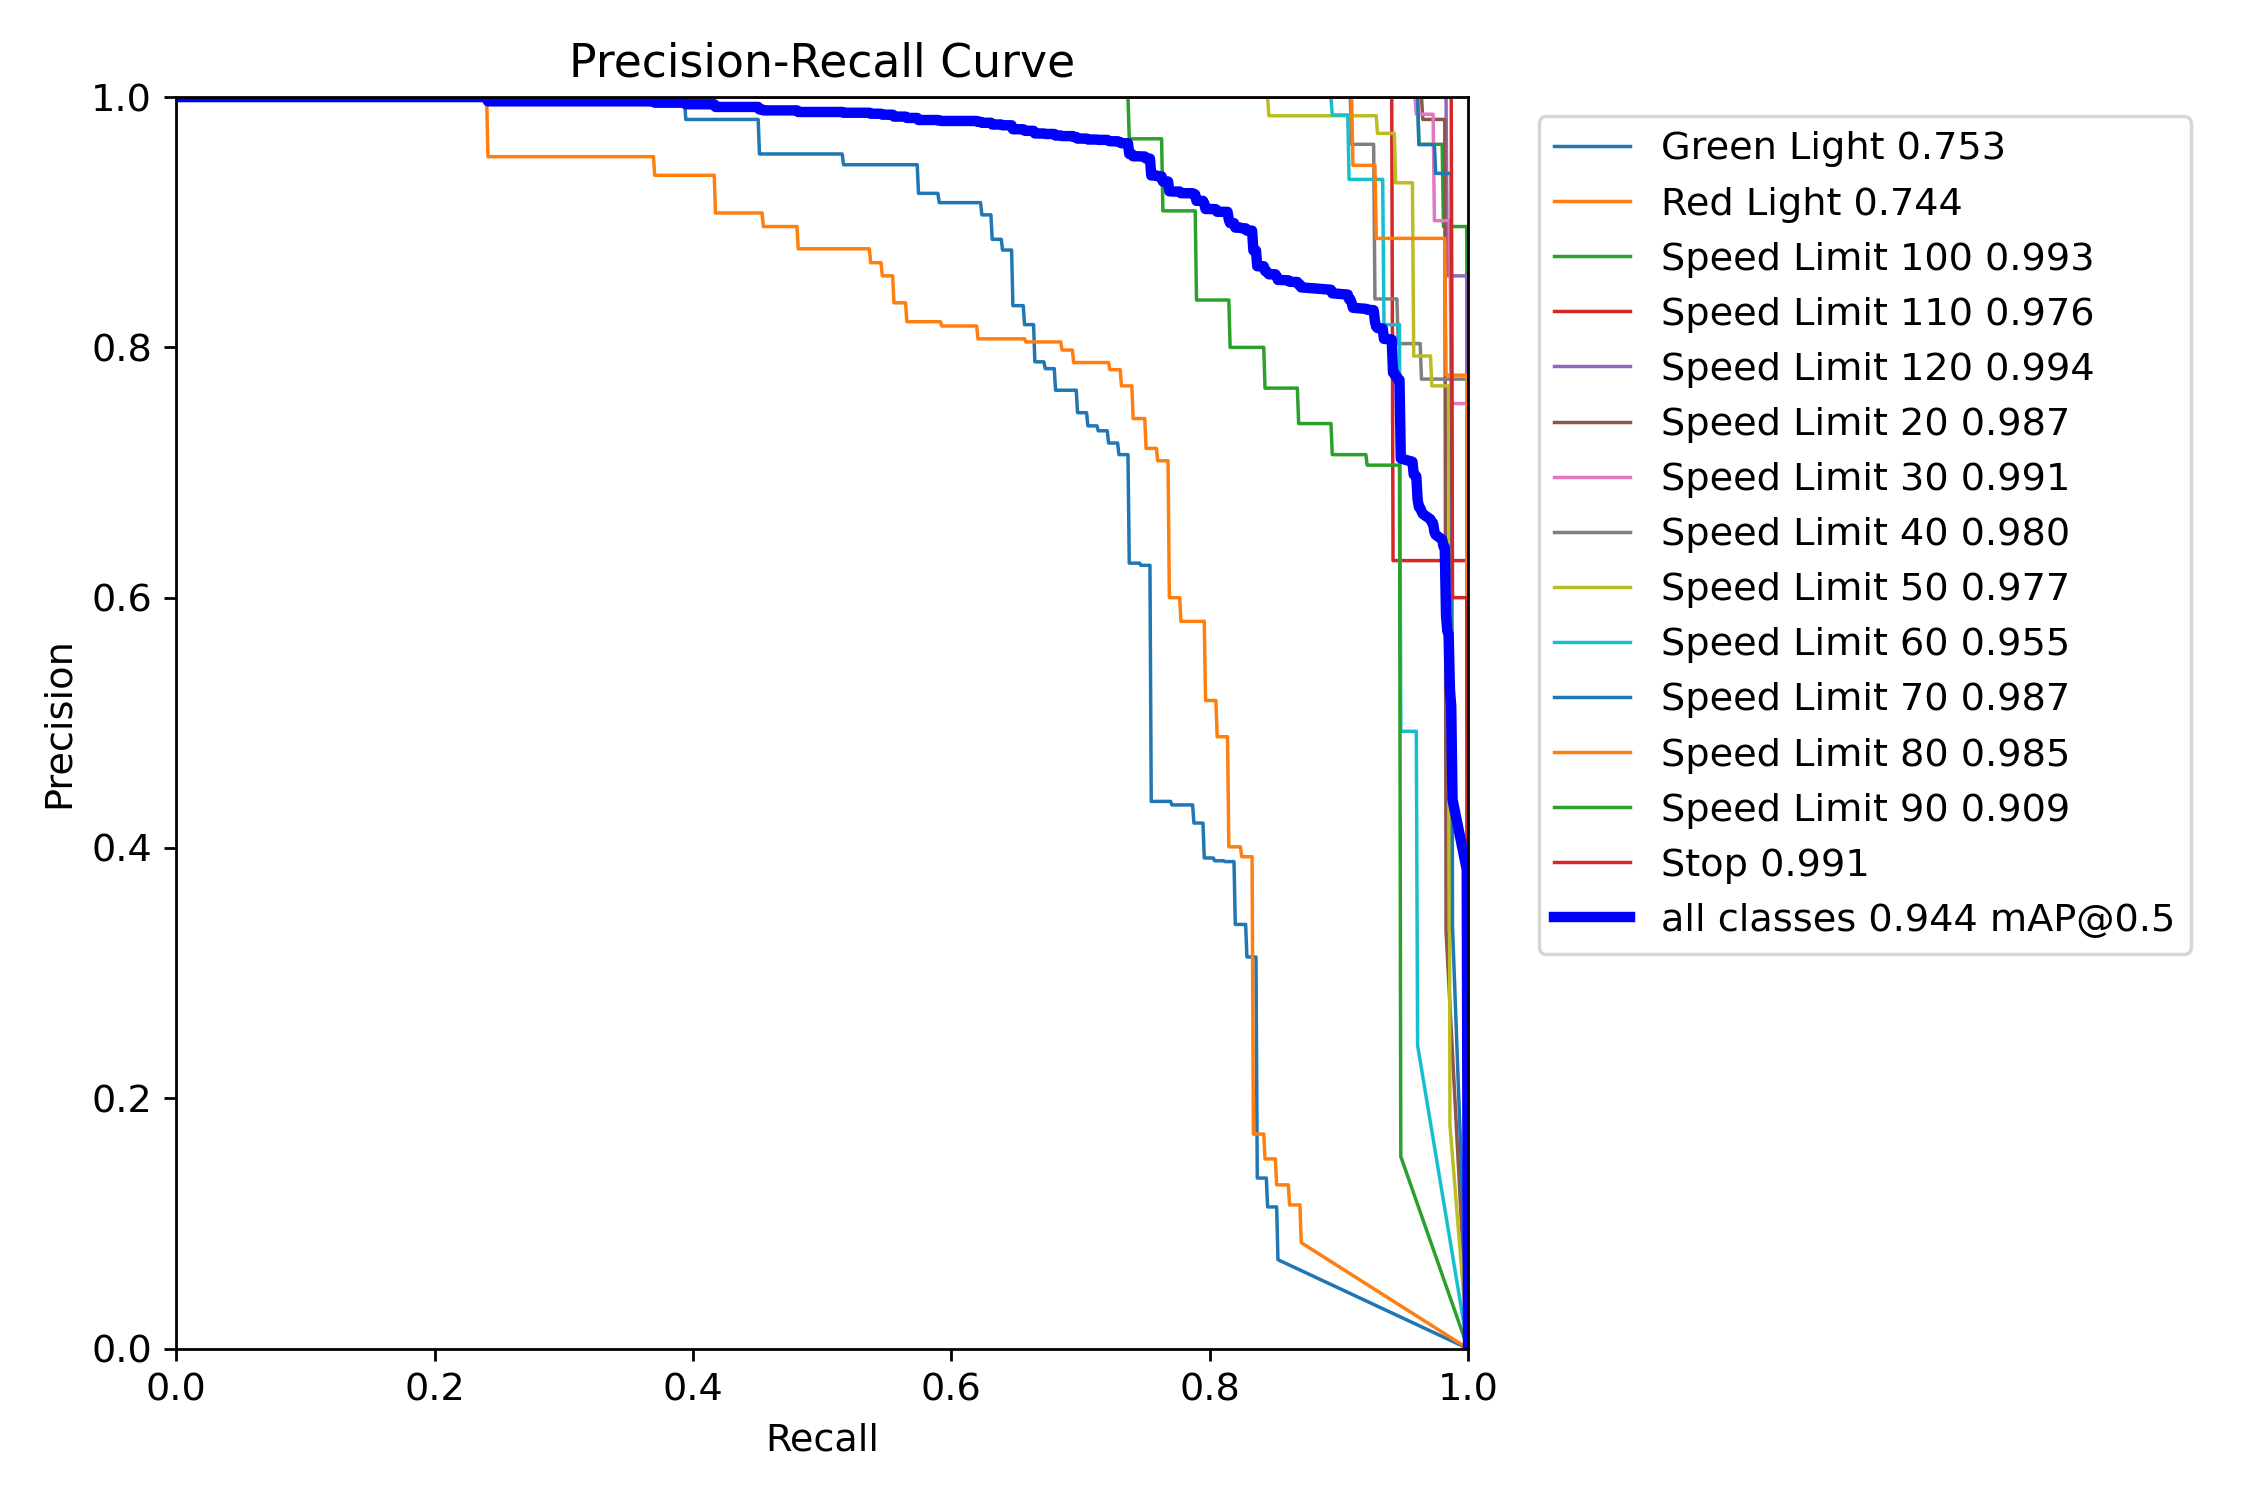 Precision-Recall Curve
1.0
0.8
0.6
0.4
0.2
0.0
Precision
0.0 0.2 0.4 0.6 0.8 1.0
Recall
Green Light 0.753
Red Light 0.744
Speed Limit 100 0.993
Speed Limit 110 0.976
Speed Limit 120 0.994
Speed Limit 20 0.987
Speed Limit 30 0.991
Speed Limit 40 0.980
Speed Limit 50 0.977
Speed Limit 60 0.955
Speed Limit 70 0.987
Speed Limit 80 0.985
Speed Limit 90 0.909
Stop 0.991
all classes 0.944 mAP@0.5